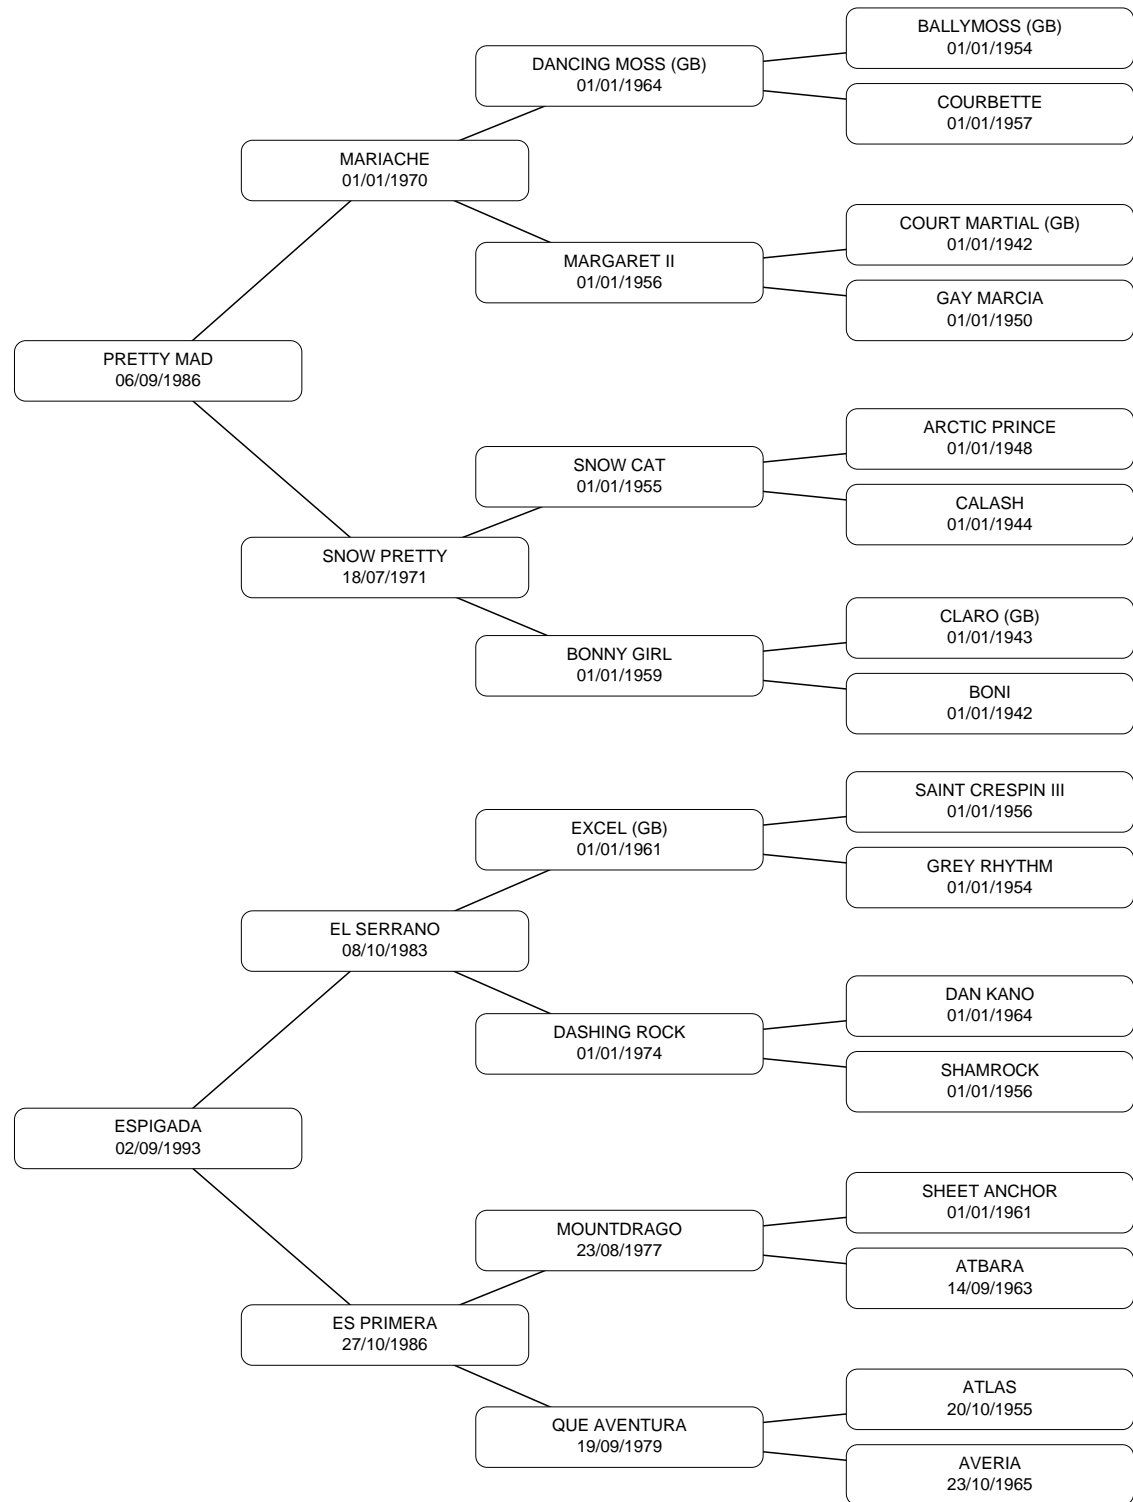 BALLYMOSS (GB)
01/01/1954
DANCING MOSS (GB)
01/01/1964
COURBETTE
01/01/1957
MARIACHE
01/01/1970
COURT MARTIAL (GB)
01/01/1942
MARGARET II
01/01/1956
GAY MARCIA
01/01/1950
PRETTY MAD
06/09/1986
ARCTIC PRINCE
01/01/1948
SNOW CAT
01/01/1955
CALASH
01/01/1944
SNOW PRETTY
18/07/1971
CLARO (GB)
01/01/1943
BONNY GIRL
01/01/1959
BONI
01/01/1942
SAINT CRESPIN III
01/01/1956
EXCEL (GB)
01/01/1961
GREY RHYTHM
01/01/1954
EL SERRANO
08/10/1983
DAN KANO
01/01/1964
DASHING ROCK
01/01/1974
SHAMROCK
01/01/1956
ESPIGADA
02/09/1993
SHEET ANCHOR
01/01/1961
MOUNTDRAGO
23/08/1977
ATBARA
14/09/1963
ES PRIMERA
27/10/1986
ATLAS
20/10/1955
QUE AVENTURA
19/09/1979
AVERIA
23/10/1965